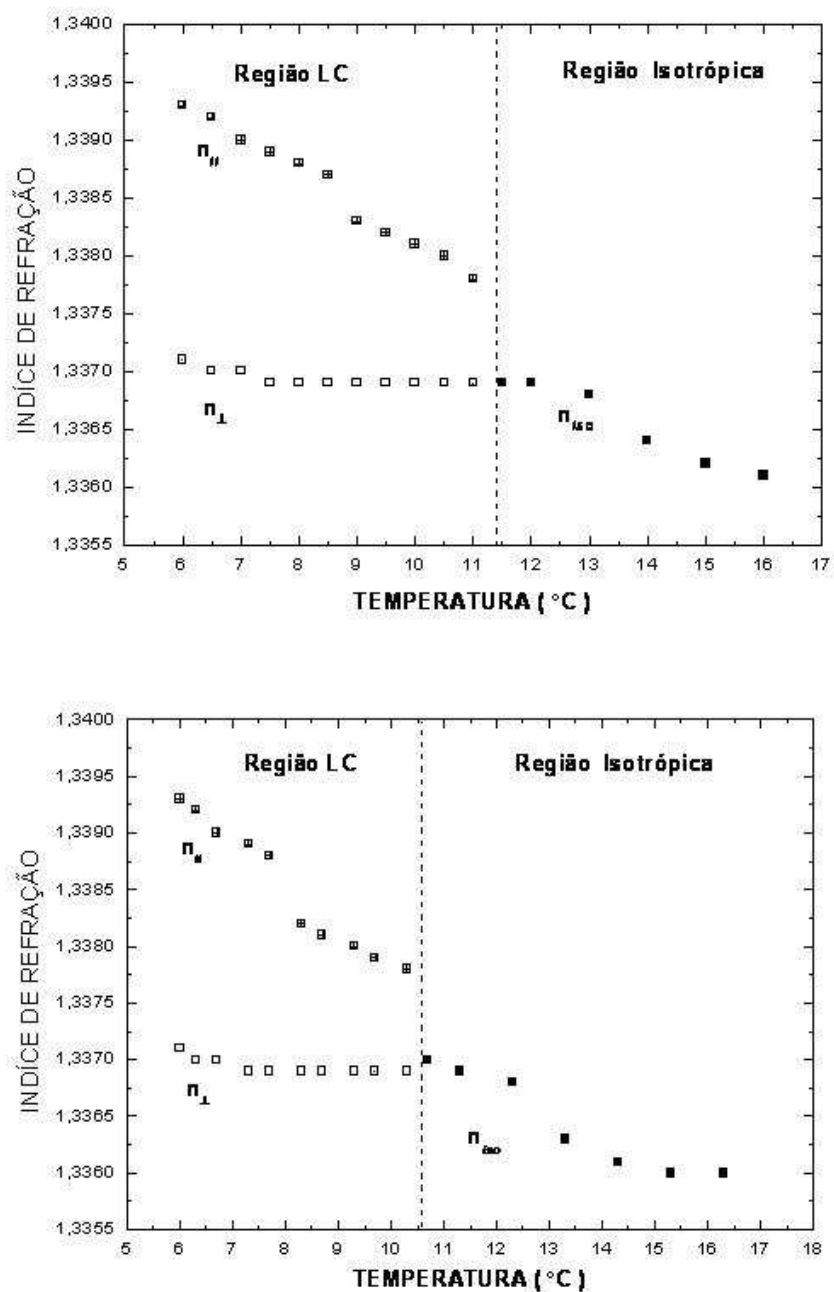 1,3400
Região LC Região Isotrópica
1,3395
1,3390
n //
1,3385
1,3380
1,3375
1,3370
n ⊥ n iso
1,3365
1,3360
1,3355
INDÍCE DE REFRAÇÃO
5 6 7 8 9 10 11 12 13 14 15 16 17
TEMPERATURA ( °C )
1,3400
Região LC Região Isotrópica
1,3395
1,3390
n //
1,3385
1,3380
1,3375
1,3370
n ⊥
1,3365
n iso
1,3360
1,3355
INDÍCE DE REFRAÇÃO
5 6 7 8 9 10 11 12 13 14 15 16 17 18
TEMPERATURA ( °C )